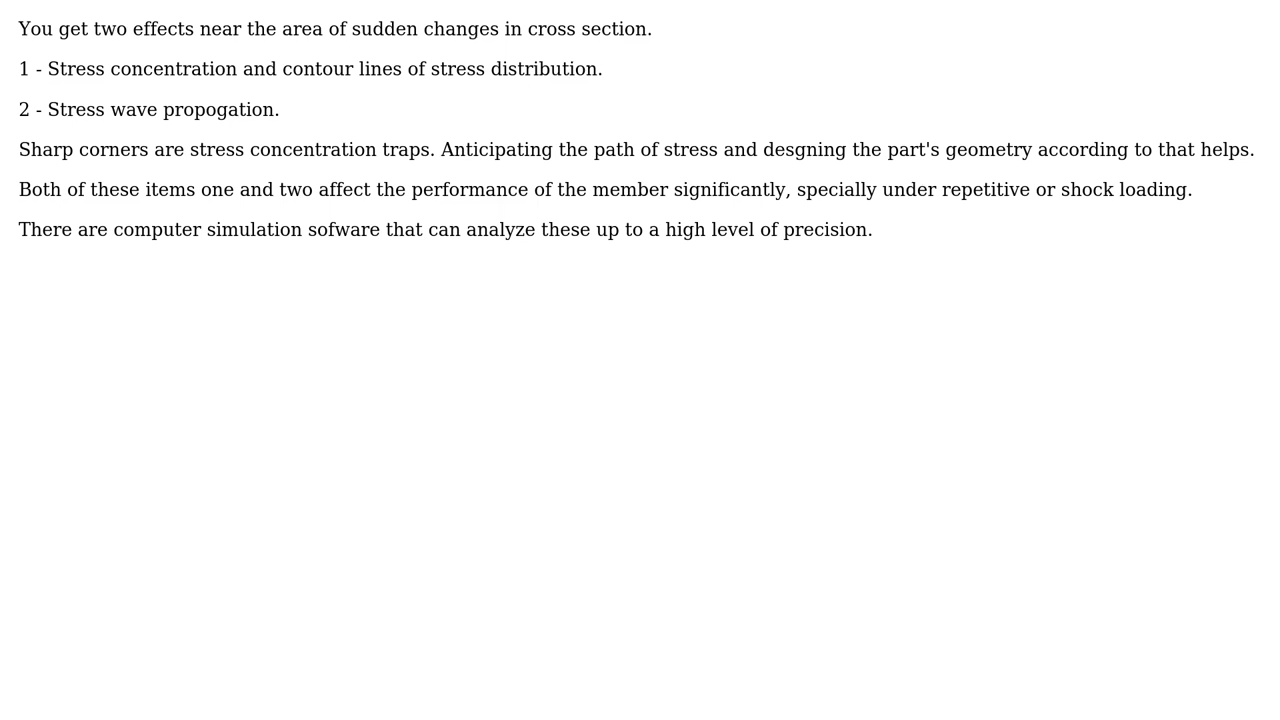 You get two effects near the area of sudden changes in cross section.
1 - Stress concentration and contour lines of stress distribution.
2 - Stress wave propogation.
Sharp corners are stress concentration traps. Anticipating the path of stress and desgning the part's geometry according to that helps.
Both of these items one and two affect the performance of the member significantly, specially under repetitive or shock loading.
There are computer simulation sofware that can analyze these up to a high level of precision.